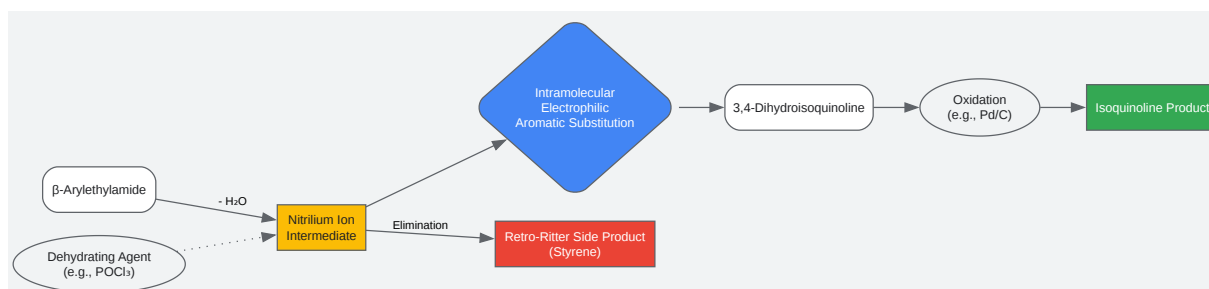 β-Arylethylamide
Dehydrating Agent
(e.g., POCl₃)
- H₂O
Nitrilium Ion
Intermediate
Elimination
Retro-Ritter Side Product
(Styrene)
Intramolecular
Electrophilic
Aromatic Substitution
3,4-Dihydroisoquinoline
Oxidation
(e.g., Pd/C)
Isoquinoline Product